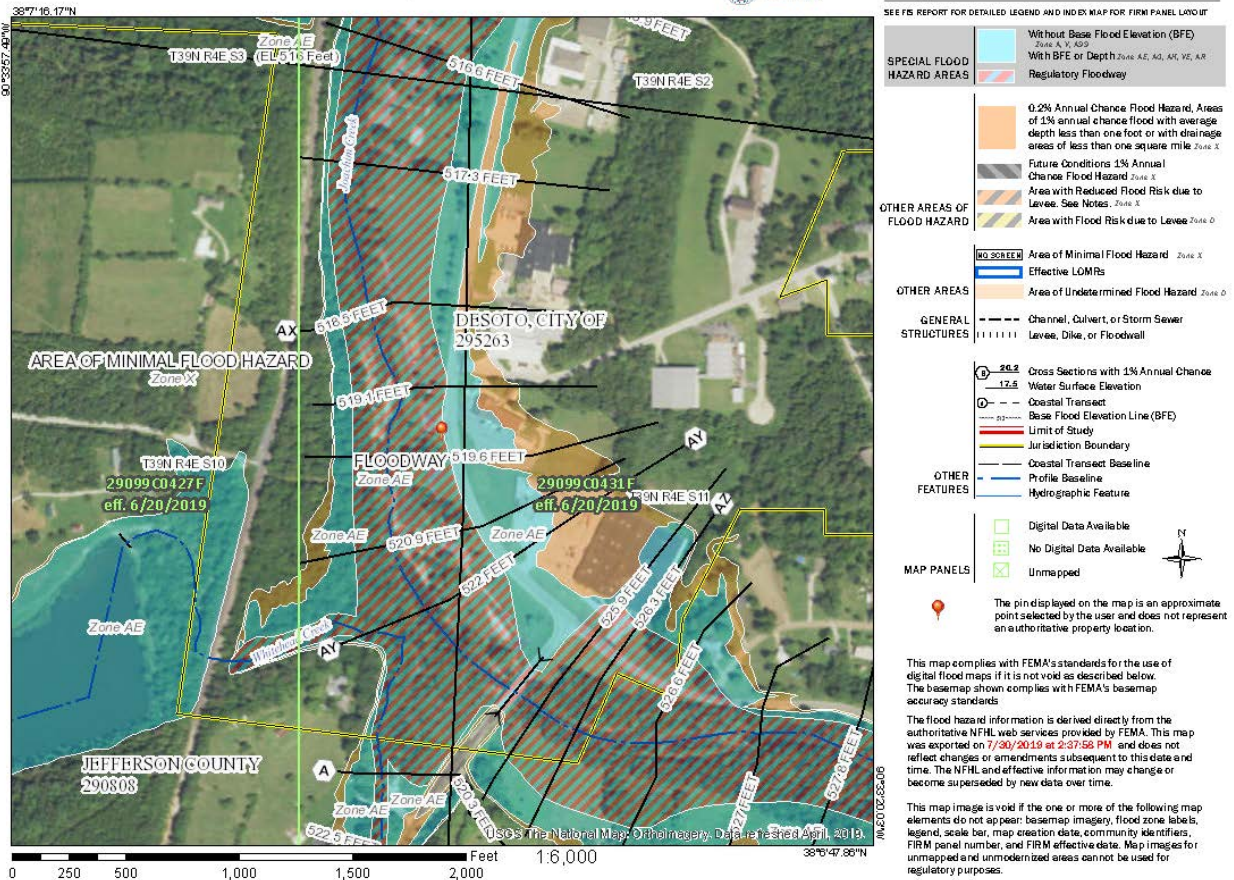 38°7'16.17"N
90°33'57.49"W
Zone AE
T39N R4E S3
(EL 516 Feet)
516.6 FEET
T39N R4E S2
Joachim Creek
517.3 FEET
518.5 FEET
AX
DESOTO, CITY OF
295263
AREA OF MINIMAL FLOOD HAZARD
Zone X
519.1 FEET
AY
T39N R4E S10
FLOODWAY
519.6 FEET
Zone AE
29099C0427F
eff. 6/20/2019
29099C0431F
eff. 6/20/2019
T39N R4E S11
AZ
Zone AE
520.9 FEET
Zone AE
522 FEET
525.9 FEET
526.3 FEET
Zone AE
Whitehead Creek
AY
526.6 FEET
JEFFERSON COUNTY
290808
A
Zone AE
Zone AE
520.3 FEET
527.8 FEET
522.5 FEET
USGS The National Map: Orthoimagery. Data refreshed April, 2019.
90°33'20.03"W
38°6'47.86"N
0 250 500 1,000 1,500 2,000
Feet
1:6,000
SEE FIS REPORT FOR DETAILED LEGEND AND INDEX MAP FOR FIRM PANEL LAYOUT
SPECIAL FLOOD
HAZARD AREAS
Without Base Flood Elevation (BFE)
Zone A, V, A99
With BFE or Depth Zone AE, AO, AH, VE, AR
Regulatory Floodway
OTHER AREAS OF
FLOOD HAZARD
0.2% Annual Chance Flood Hazard, Areas
of 1% annual chance flood with average
depth less than one foot or with drainage
areas of less than one square mile Zone X
Future Conditions 1% Annual
Chance Flood Hazard Zone X
Area with Reduced Flood Risk due to
Levee. See Notes. Zone X
Area with Flood Risk due to Levee Zone D
OTHER AREAS
NO SCREEN Area of Minimal Flood Hazard Zone X
Effective LOMRs
Area of Undetermined Flood Hazard Zone D
GENERAL
STRUCTURES
Channel, Culvert, or Storm Sewer
Levee, Dike, or Floodwall
OTHER
FEATURES
B 20.2 Cross Sections with 1% Annual Chance
17.5 Water Surface Elevation
Coastal Transect
Base Flood Elevation Line (BFE)
Limit of Study
Jurisdiction Boundary
Coastal Transect Baseline
Profile Baseline
Hydrographic Feature
MAP PANELS
Digital Data Available
No Digital Data Available
Unmapped
N
The pin displayed on the map is an approximate
point selected by the user and does not represent
an authoritative property location.
This map complies with FEMA's standards for the use of
digital flood maps if it is not void as described below.
The basemap shown complies with FEMA's basemap
accuracy standards
The flood hazard information is derived directly from the
authoritative NFHL web services provided by FEMA. This map
was exported on 7/30/2019 at 2:37:58 PM and does not
reflect changes or amendments subsequent to this date and
time. The NFHL and effective information may change or
become superseded by new data over time.
This map image is void if the one or more of the following map
elements do not appear: basemap imagery, flood zone labels,
legend, scale bar, map creation date, community identifiers,
FIRM panel number, and FIRM effective date. Map images for
unmapped and unmodernized areas cannot be used for
regulatory purposes.